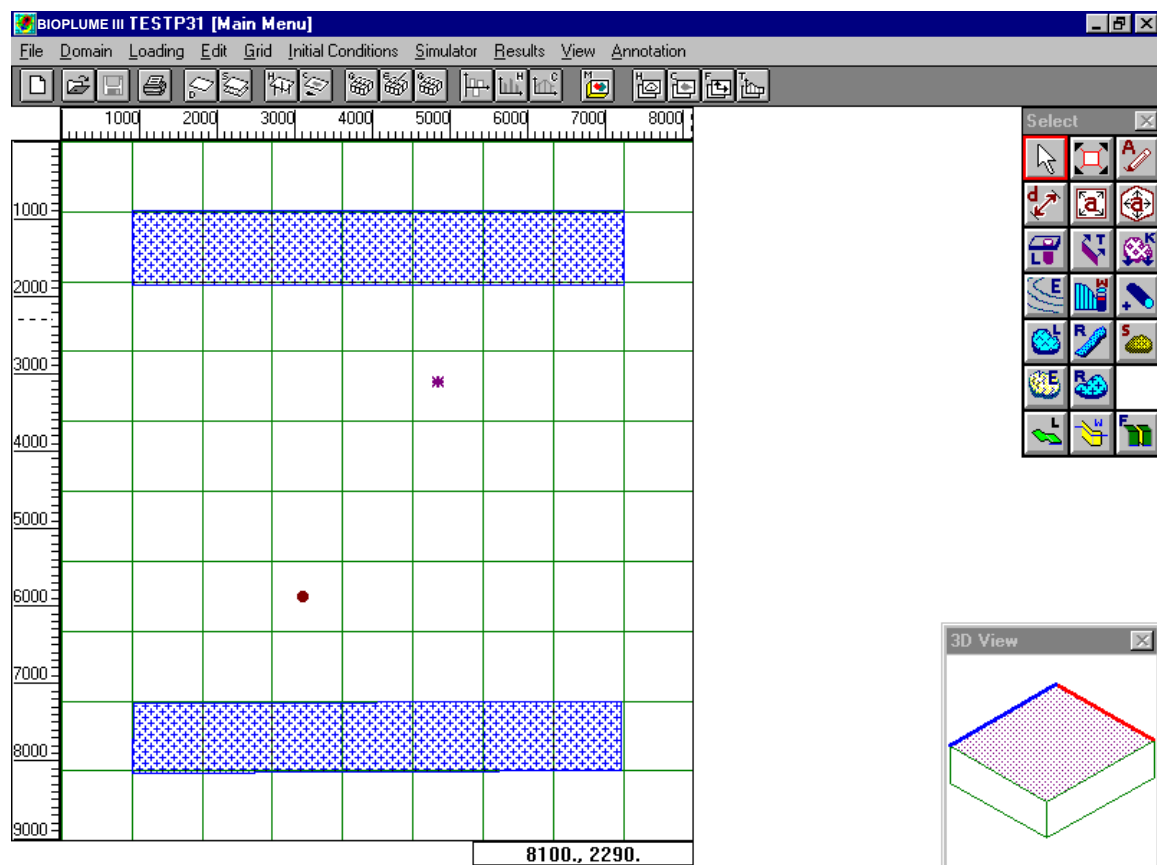 BIOPLUME III TESTP31 [Main Menu]
File Domain Loading Edit Grid Initial Conditions Simulator Results View Annotation
D S H C H C M H C F T
1000 2000 3000 4000 5000 6000 7000 8000
Select
A
d a a
L T K
E W +
L R S
E R
L W F
1000
2000
3000
4000
5000
6000
7000
8000
9000
3D View
8100., 2290.